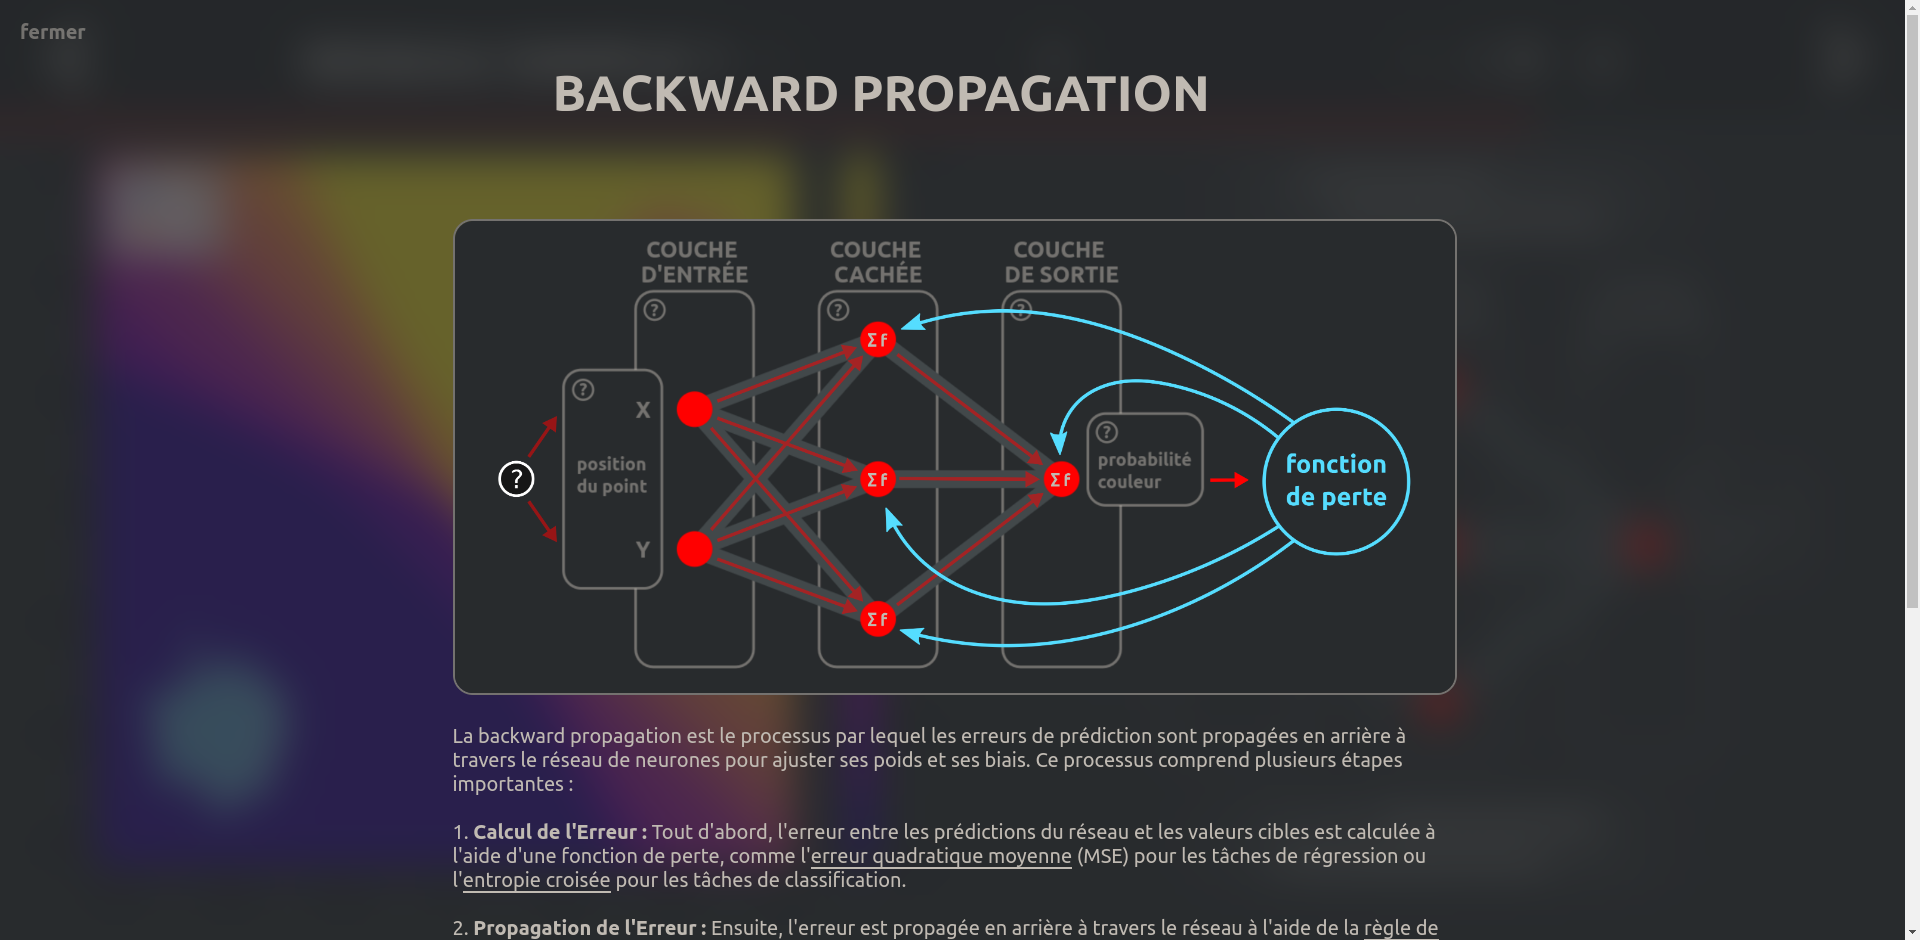 fermer
BACKWARD PROPAGATION
COUCHE
D'ENTRÉE
COUCHE
CACHÉE
COUCHE
DE SORTIE
?
?
?
Σf
?
X
position
du point
Y
?
Σf
Σf
Σf
?
probabilité
couleur
fonction
de perte
La backward propagation est le processus par lequel les erreurs de prédiction sont propagées en arrière à
travers le réseau de neurones pour ajuster ses poids et ses biais. Ce processus comprend plusieurs étapes
importantes :
1. Calcul de l'Erreur : Tout d'abord, l'erreur entre les prédictions du réseau et les valeurs cibles est calculée à
l'aide d'une fonction de perte, comme l'erreur quadratique moyenne (MSE) pour les tâches de régression ou
l'entropie croisée pour les tâches de classification.
2. Propagation de l'Erreur : Ensuite, l'erreur est propagée en arrière à travers le réseau à l'aide de la règle de